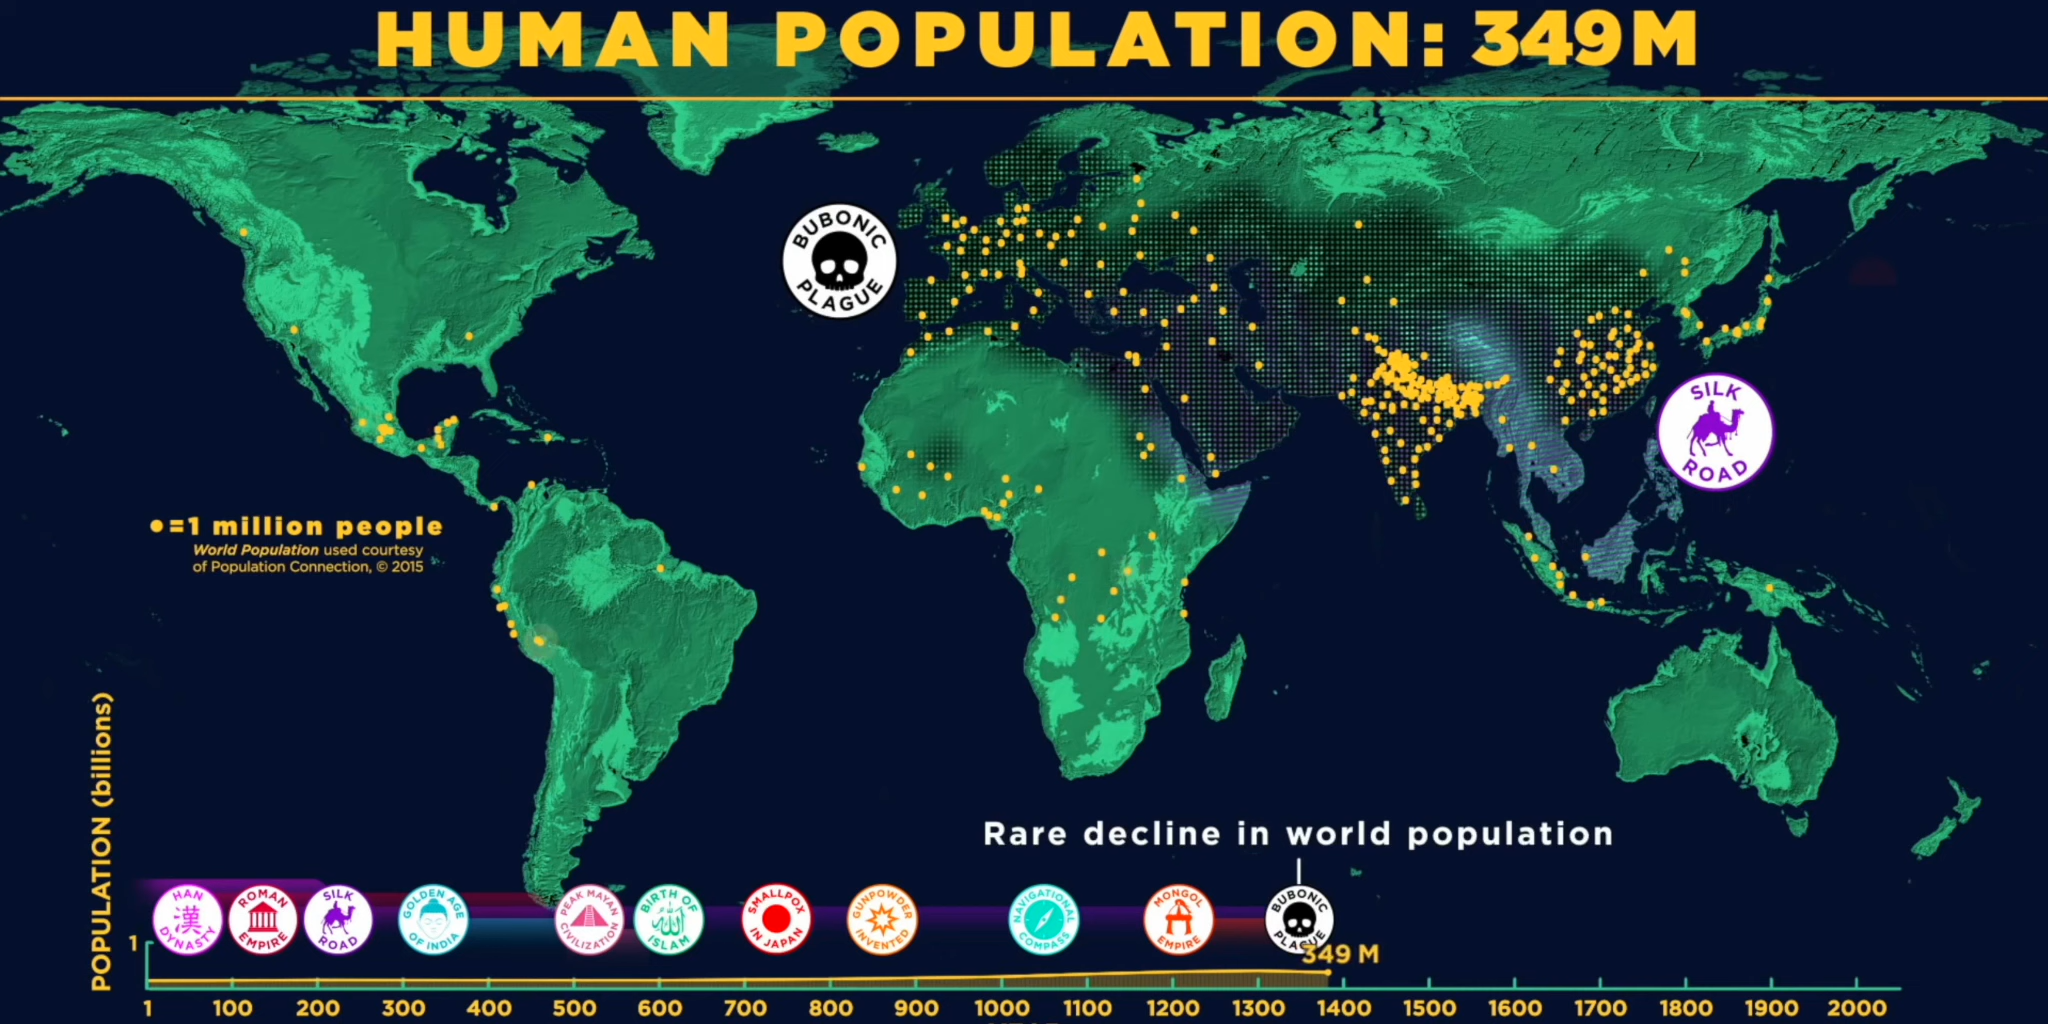 HUMAN POPULATION: 349M
BUBONIC
PLAGUE
SILK
ROAD
=1 million people
World Population used courtesy
of Population Connection, © 2015
Rare decline in world population
POPULATION (billions)
HAN
漢
DYNASTY
ROMAN
EMPIRE
SILK
ROAD
GOLDEN AGE
OF INDIA
PEAK MAYAN
CIVILIZATION
BIRTH OF
الله
ISLAM
SMALLPOX
IN JAPAN
GUNPOWDER
INVENTED
NAVIGATIONAL
COMPASS
MONGOL
EMPIRE
BUBONIC
PLAGUE
349 M
1
1 100 200 300 400 500 600 700 800 900 1000 1100 1200 1300 1400 1500 1600 1700 1800 1900 2000